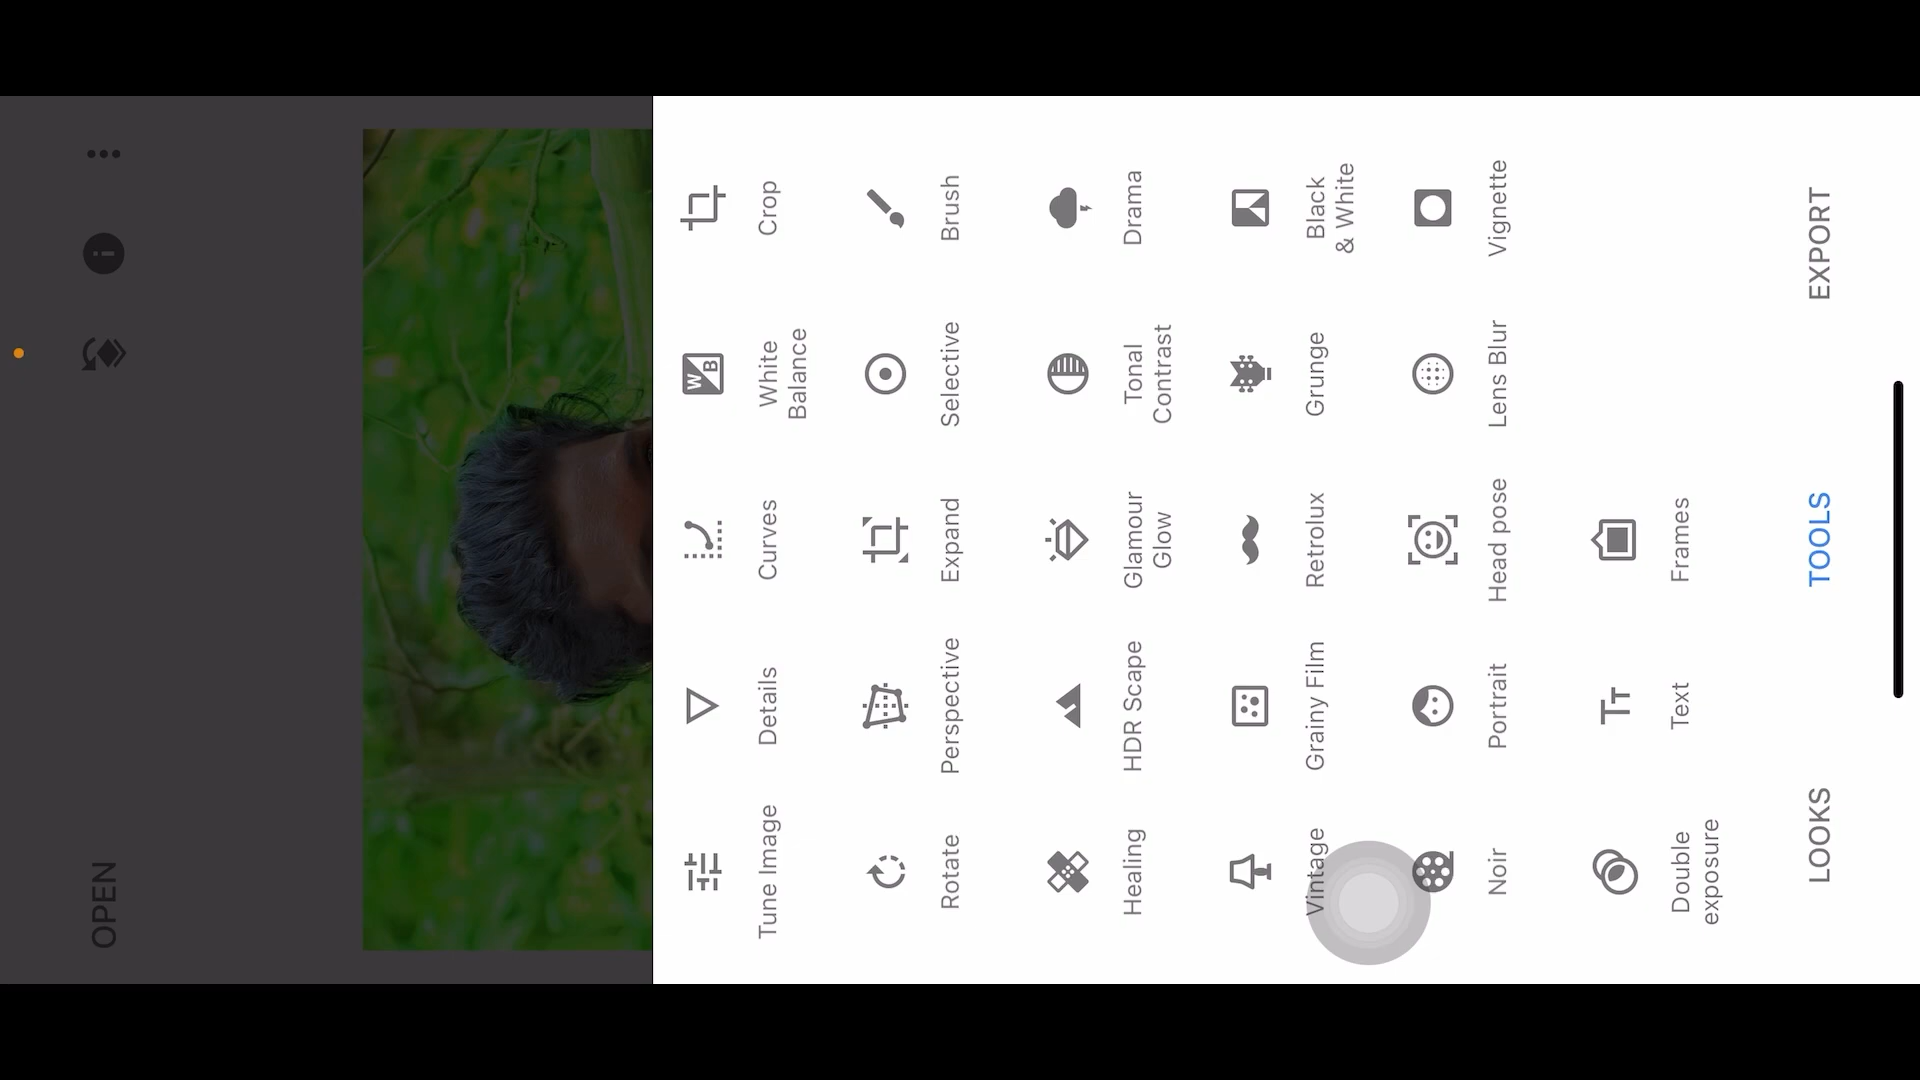 OPEN
Tune Image
Details
Curves
White
Balance
Crop
Rotate
Perspective
Expand
Selective
Brush
Healing
HDR Scape
Glamour
Glow
Tonal
Contrast
Drama
Vintage
Grainy Film
Retrolux
Grunge
Black
& White
Noir
Portrait
Head pose
Lens Blur
Vignette
Double
exposure
Text
Frames
LOOKS
TOOLS
EXPORT